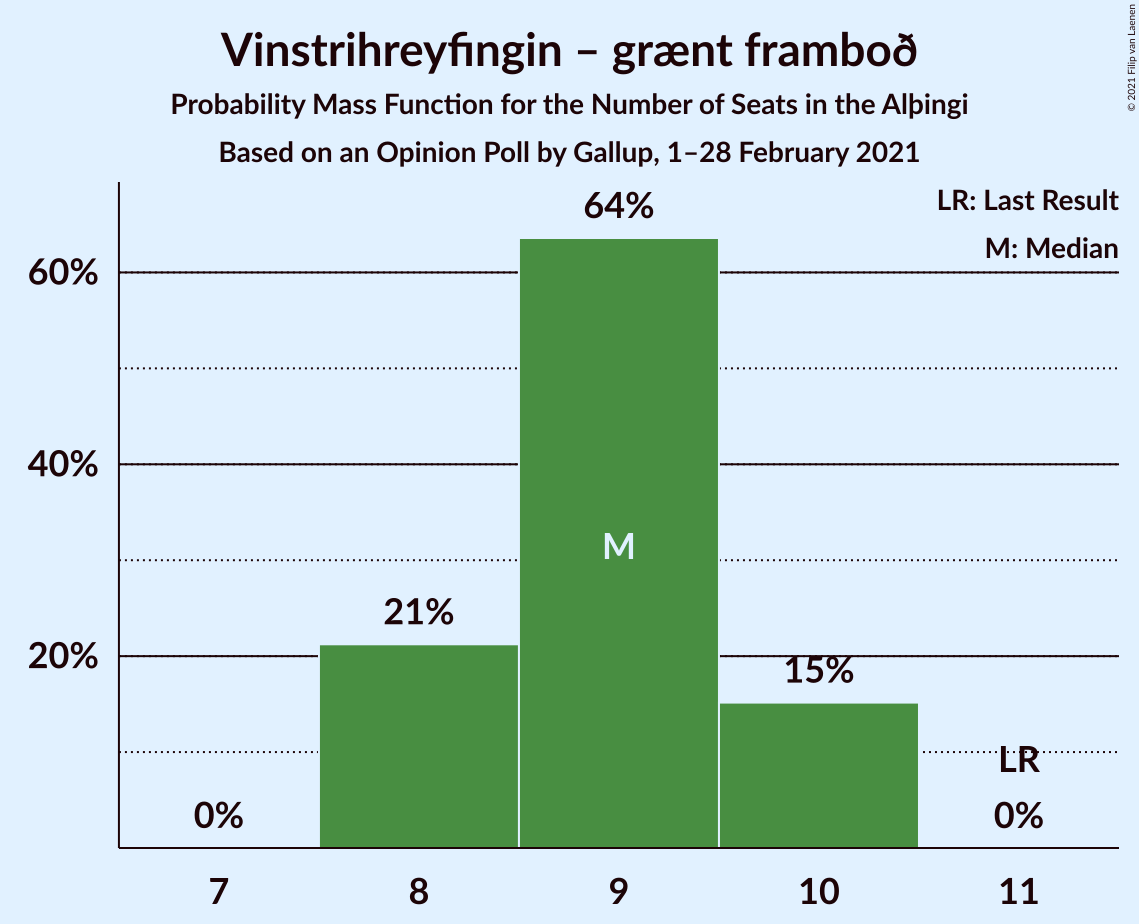 Vinstrihreyfingin – grænt framboð
Probability Mass Function for the Number of Seats in the Alþingi
Based on an Opinion Poll by Gallup, 1–28 February 2021
© 2021 Filip van Laenen
LR: Last Result
M: Median
64%
60%
40%
M
21%
20%
15%
LR
0%
0%
7
8
9
10
11